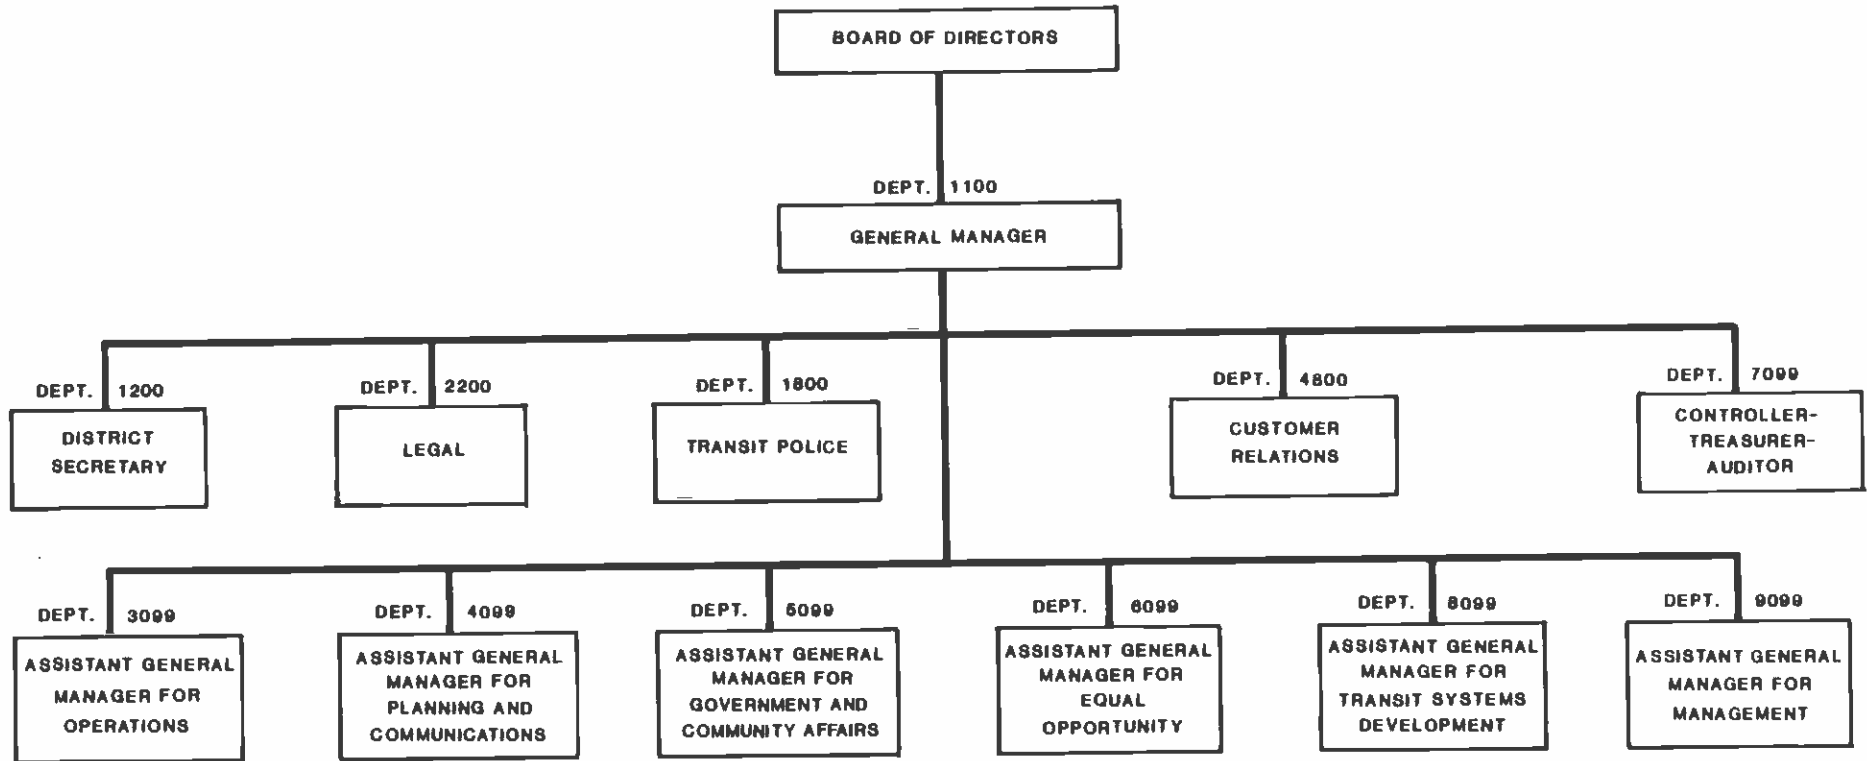 BOARD OF DIRECTORS
DEPT. 1100
GENERAL MANAGER
DEPT. 1200
DISTRICT
SECRETARY
DEPT. 2200
LEGAL
DEPT. 1800
TRANSIT POLICE
DEPT. 4800
CUSTOMER
RELATIONS
DEPT. 7099
CONTROLLER-
TREASURER-
AUDITOR
DEPT. 3099
ASSISTANT GENERAL
MANAGER FOR
OPERATIONS
DEPT. 4099
ASSISTANT GENERAL
MANAGER FOR
PLANNING AND
COMMUNICATIONS
DEPT. 5099
ASSISTANT GENERAL
MANAGER FOR
GOVERNMENT AND
COMMUNITY AFFAIRS
DEPT. 6099
ASSISTANT GENERAL
MANAGER FOR
EQUAL
OPPORTUNITY
DEPT. 8099
ASSISTANT GENERAL
MANAGER FOR
TRANSIT SYSTEMS
DEVELOPMENT
DEPT. 9099
ASSISTANT GENERAL
MANAGER FOR
MANAGEMENT